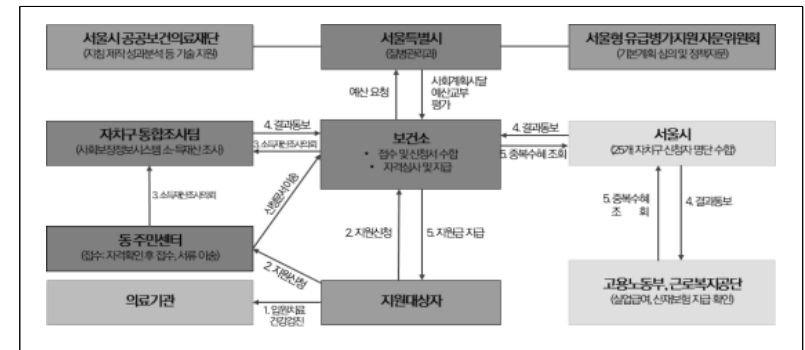 서울시 공공보건의료재단
(지침 제작 성과분석 등 기술 지원)
서울특별시
(질병관리과)
서울형 유급병가지원 자문위원회
(기본계획 심의 및 정책자문)
예산 요청
사회계획시달
예산교부
평가
자치구 통합조사팀
(사회보장정보시스템 소·득재산 조사)
4. 결과통보
3. 소득재산조사의뢰
보건소
• 접수 및 신청서 수합
• 자격심사 및 지급
4. 결과통보
5. 중복수혜 조회
서울시
(25개 자치구 신청자 명단 수합)
3. 소득재산조사의뢰
신청문서 이송
2. 지원신청
5. 지원금 지급
5. 중복수혜
조 회
4. 결과통보
동 주민센터
(접수: 자격확인 후 접수, 서류 이송)
2. 지원신청
의료기관
1. 입원치료
건강검진
지원대상자
고용노동부, 근로복지공단
(실업급여, 산재보험 지급 확인)